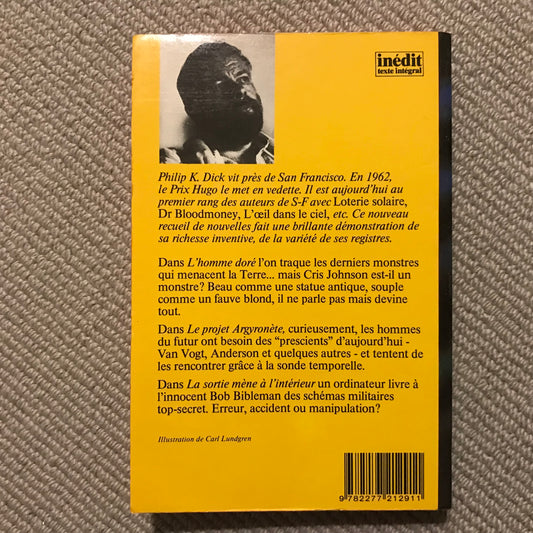 inédit
texte intégral
Philip K. Dick vit près de San Francisco. En 1962,
le Prix Hugo le met en vedette. Il est aujourd'hui au
premier rang des auteurs de S-F avec Loterie solaire,
Dr Bloodmoney, L'œil dans le ciel, etc. Ce nouveau
recueil de nouvelles fait une brillante démonstration de
sa richesse inventive, de la variété de ses registres.
Dans L'homme doré l'on traque les derniers monstres
qui menacent la Terre... mais Cris Johnson est-il un
monstre? Beau comme une statue antique, souple
comme un fauve blond, il ne parle pas mais devine
tout.
Dans Le projet Argyronète, curieusement, les hommes
du futur ont besoin des "prescients" d'aujourd'hui -
Van Vogt, Anderson et quelques autres - et tentent de
les rencontrer grâce à la sonde temporelle.
Dans La sortie mène à l'intérieur un ordinateur livre à
l'innocent Bob Bibleman des schémas militaires
top-secret. Erreur, accident ou manipulation?
Illustration de Carl Lundgren
9 782277 212911